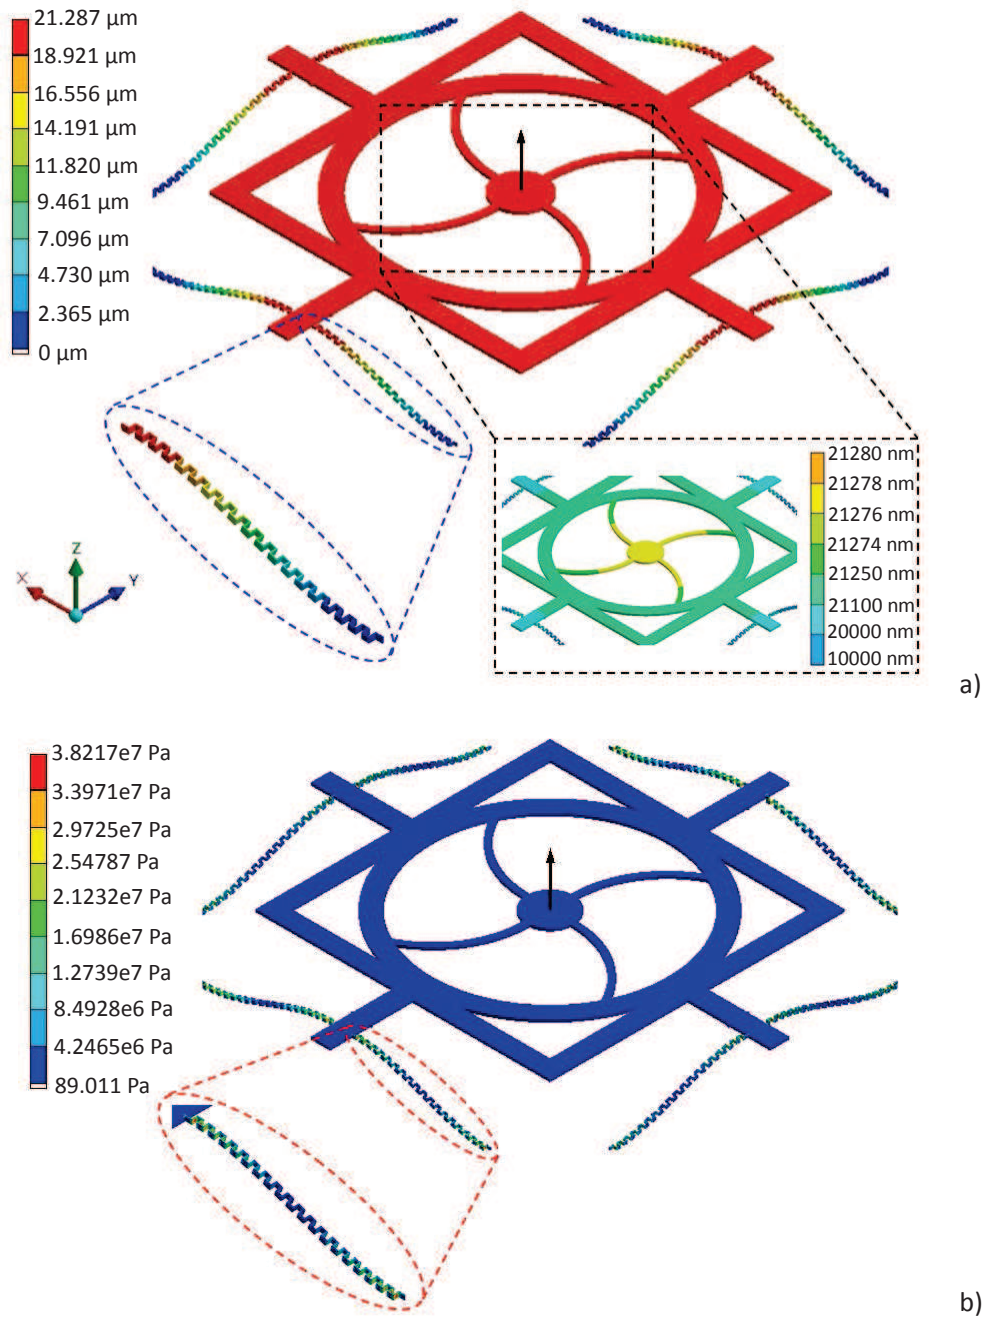 21.287 µm
18.921 µm
16.556 µm
14.191 µm
11.820 µm
9.461 µm
7.096 µm
4.730 µm
2.365 µm
0 µm
Z
X
Y
21280 nm
21278 nm
21276 nm
21274 nm
21250 nm
21100 nm
20000 nm
10000 nm
a)
3.8217e7 Pa
3.3971e7 Pa
2.9725e7 Pa
2.54787 Pa
2.1232e7 Pa
1.6986e7 Pa
1.2739e7 Pa
8.4928e6 Pa
4.2465e6 Pa
89.011 Pa
b)